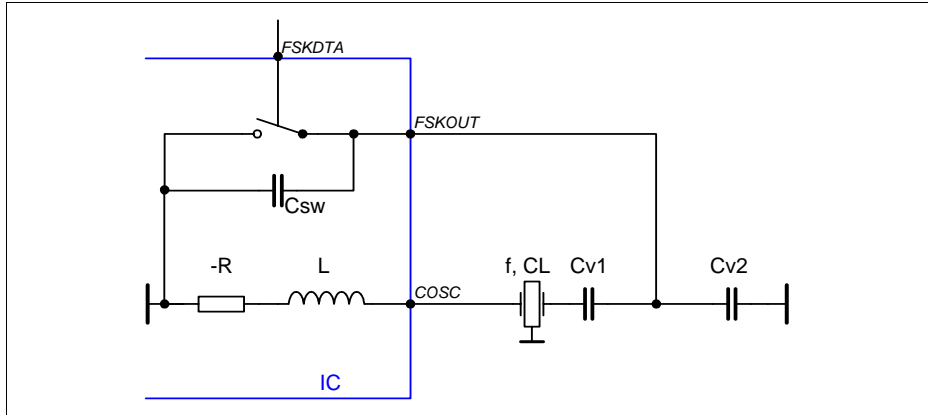 FSKDTA
FSKOUT
Csw
-R L f, CL Cv1 Cv2
COSC
IC